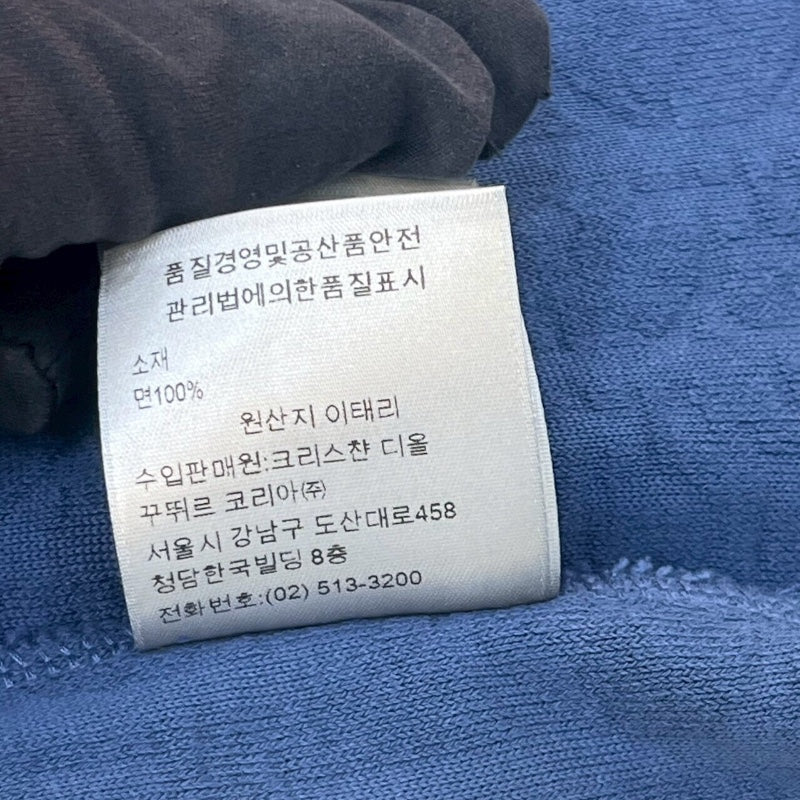 품질경영및공산품안전
관리법에의한품질표시
소재
면100%
원산지 이태리
수입판매원:크리스챤 디올
꾸뛰르 코리아㈜
서울시 강남구 도산대로458
청담한국빌딩 8층
전화번호:(02) 513-3200